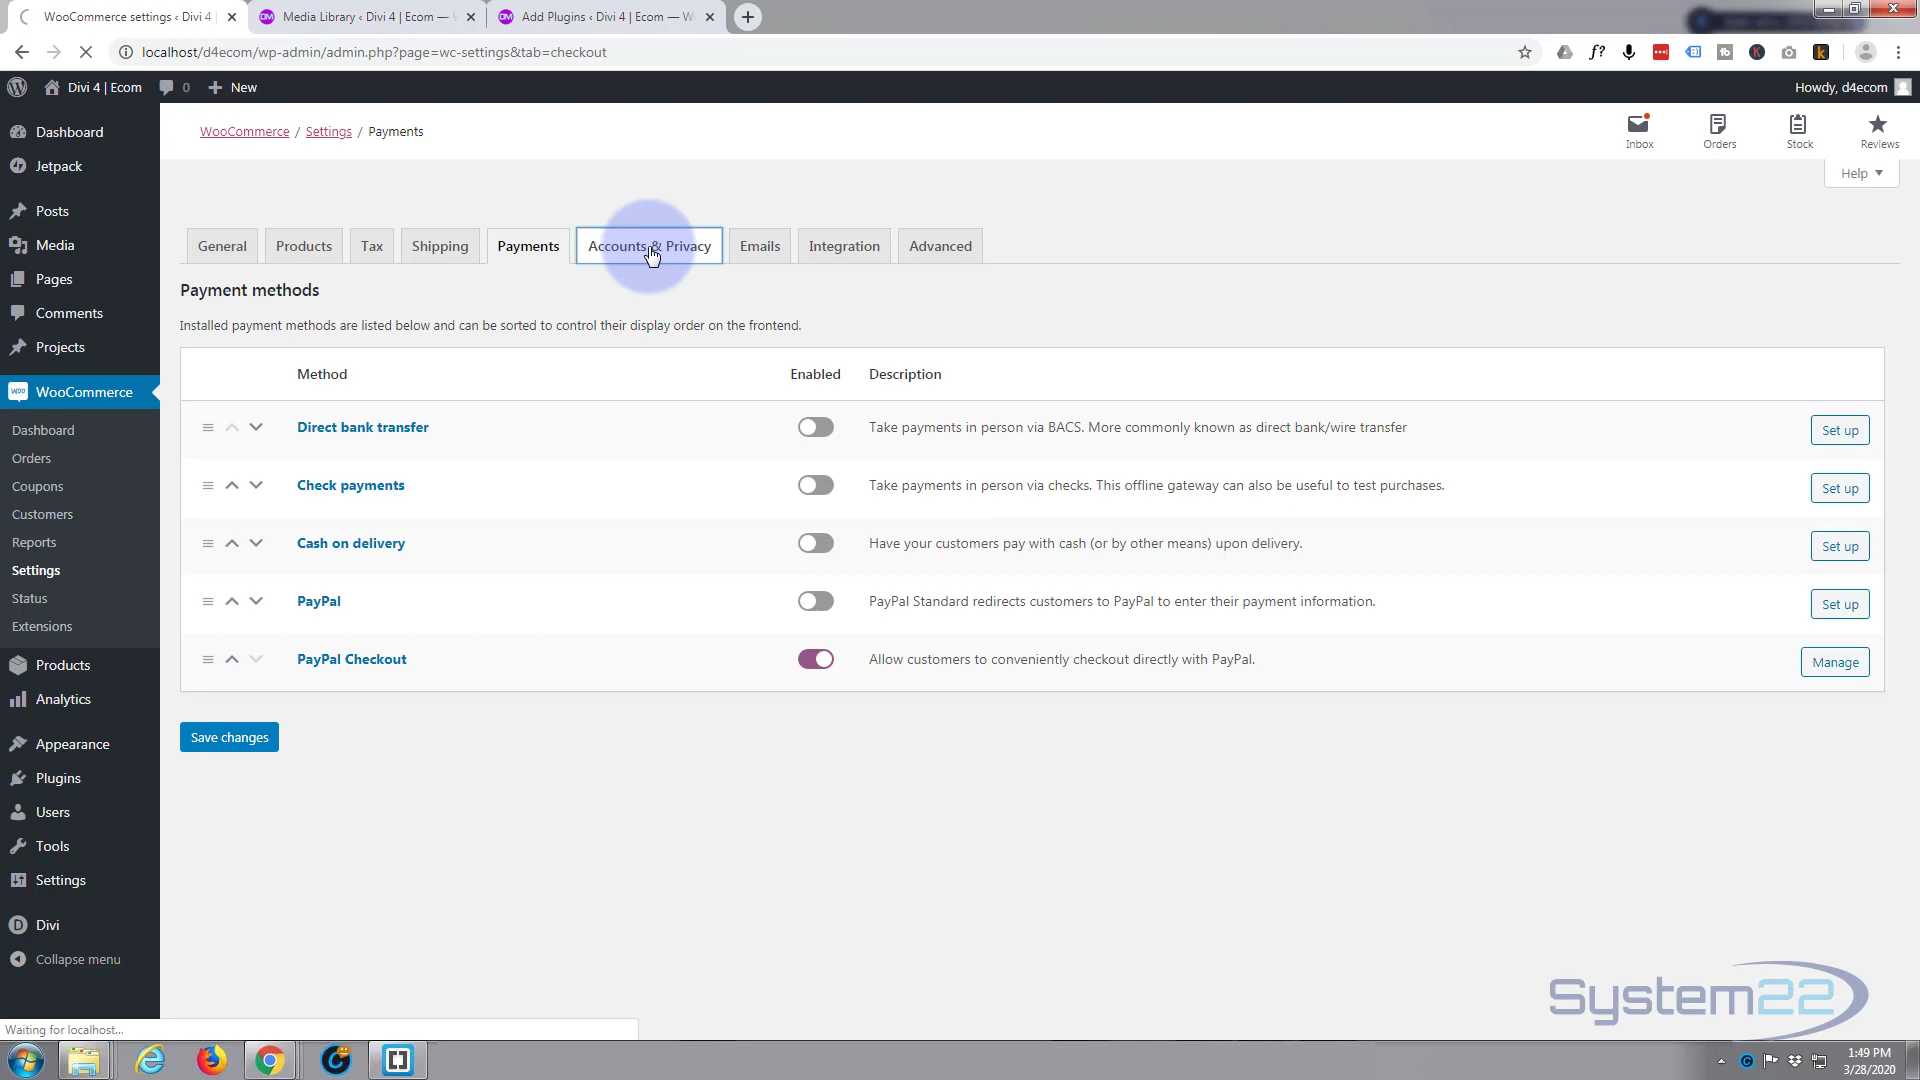 WooCommerce settings ‹ Divi 4 |
Media Library ‹ Divi 4 | Ecom — W
Add Plugins ‹ Divi 4 | Ecom — W
localhost/d4ecom/wp-admin/admin.php?page=wc-settings&tab=checkout
Divi 4 | Ecom 0 New Howdy, d4ecom
WooCommerce / Settings / Payments
Inbox Orders Stock Reviews
Help
General Products Tax Shipping Payments Accounts & Privacy Emails Integration Advanced
Payment methods
Installed payment methods are listed below and can be sorted to control their display order on the frontend.
Method Enabled Description
Direct bank transfer Take payments in person via BACS. More commonly known as direct bank/wire transfer Set up
Check payments Take payments in person via checks. This offline gateway can also be useful to test purchases. Set up
Cash on delivery Have your customers pay with cash (or by other means) upon delivery. Set up
PayPal PayPal Standard redirects customers to PayPal to enter their payment information. Set up
PayPal Checkout Allow customers to conveniently checkout directly with PayPal. Manage
Save changes
Dashboard
Jetpack
Posts
Media
Pages
Comments
Projects
WooCommerce
Dashboard
Orders
Coupons
Customers
Reports
Settings
Status
Extensions
Products
Analytics
Appearance
Plugins
Users
Tools
Settings
Divi
Collapse menu
Waiting for localhost...
System22
1:49 PM
3/28/2020